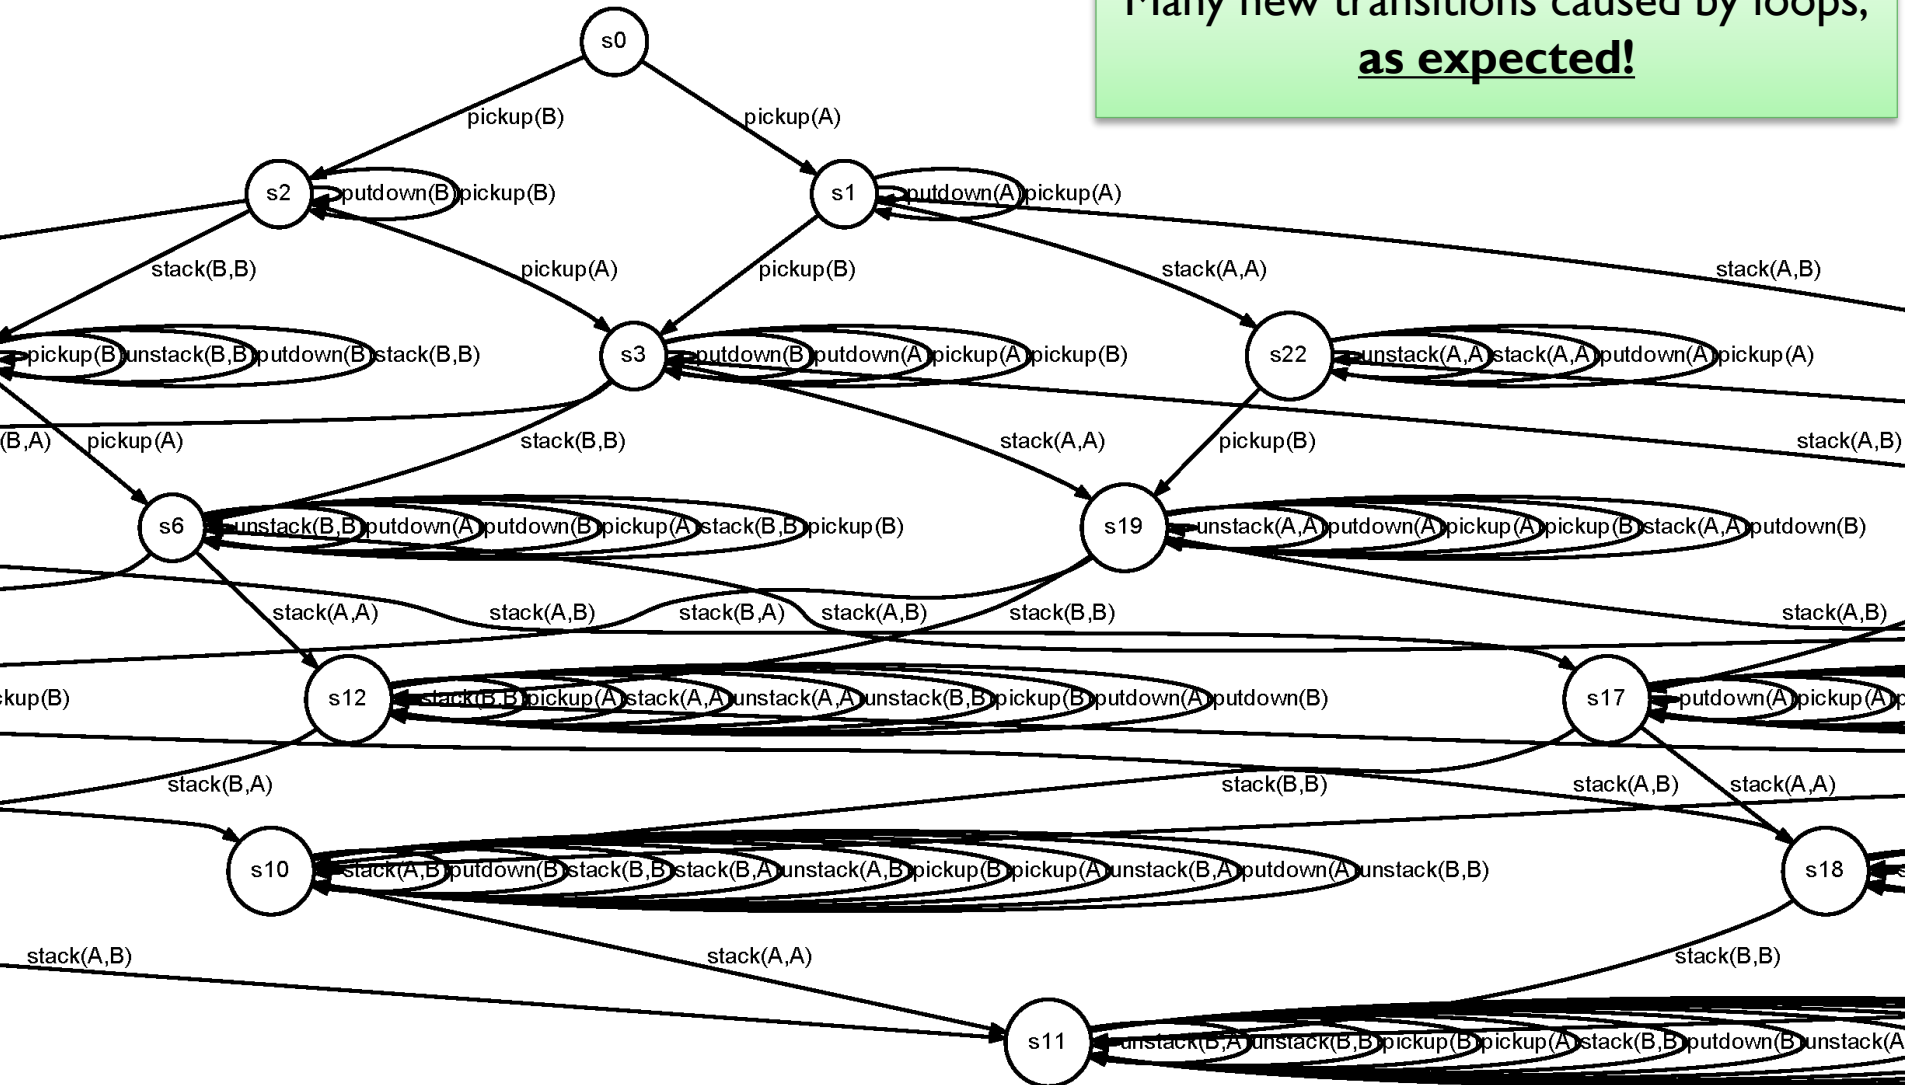 Many new transitions caused by loops,
as expected!
s0
pickup(B)
pickup(A)
s2
putdown(B)
pickup(B)
s1
putdown(A)
pickup(A)
stack(B,B)
pickup(A)
pickup(B)
stack(A,A)
stack(A,B)
pickup(B)
unstack(B,B)
putdown(B)
stack(B,B)
s3
putdown(B)
putdown(A)
pickup(A)
pickup(B)
s22
unstack(A,A)
stack(A,A)
putdown(A)
pickup(A)
(B,A)
pickup(A)
stack(B,B)
stack(A,A)
pickup(B)
stack(A,B)
s6
unstack(B,B)
putdown(A)
putdown(B)
pickup(A)
stack(B,B)
pickup(B)
s19
unstack(A,A)
putdown(A)
pickup(A)
pickup(B)
stack(A,A)
putdown(B)
stack(A,A)
stack(A,B)
stack(B,A)
stack(A,B)
stack(B,B)
stack(A,B)
ckup(B)
s12
stack(B,B)
pickup(A)
stack(A,A)
unstack(A,A)
unstack(B,B)
pickup(B)
putdown(A)
putdown(B)
s17
putdown(A)
pickup(A)
p
stack(B,A)
stack(B,B)
stack(A,B)
stack(A,A)
s10
stack(A,B)
putdown(B)
stack(B,B)
stack(B,A)
unstack(A,B)
pickup(B)
pickup(A)
unstack(B,A)
putdown(A)
unstack(B,B)
s18
stack(A,B)
stack(A,A)
stack(B,B)
s11
unstack(B,A)
unstack(B,B)
pickup(B)
pickup(A)
stack(B,B)
putdown(B)
unstack(A